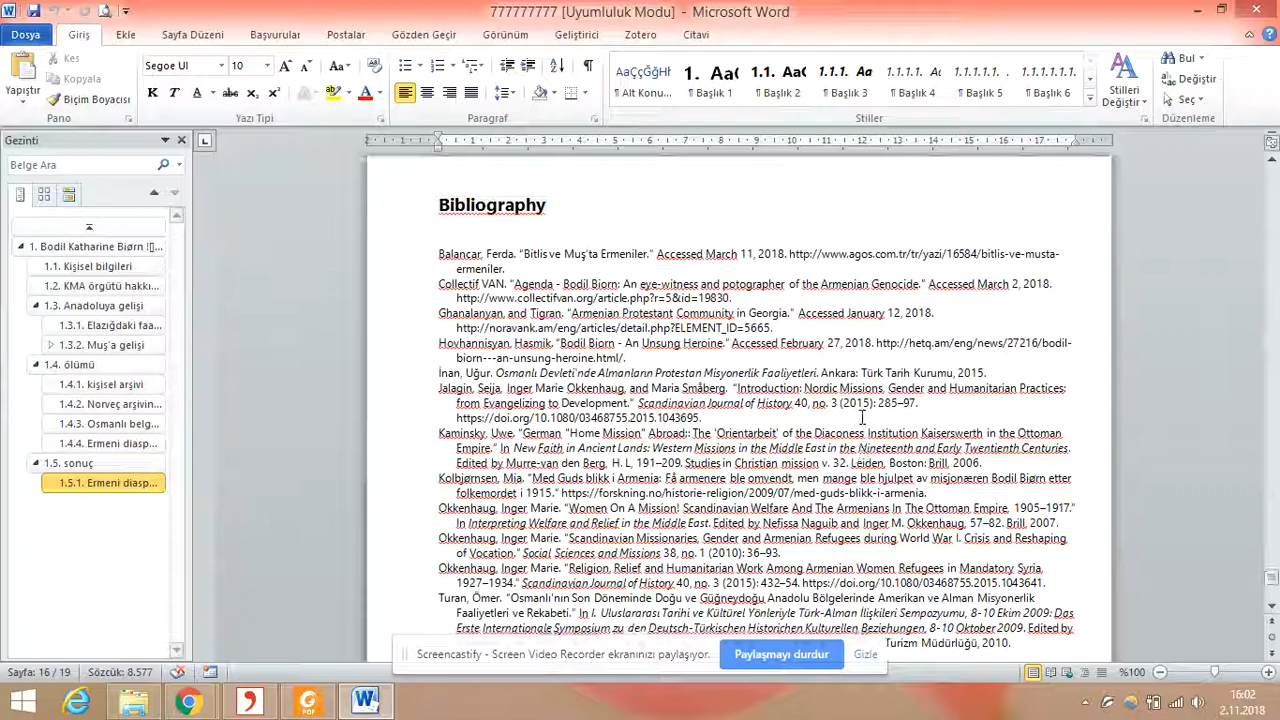 777777777 [Uyumluluk Modu] - Microsoft Word
Dosya Giriş Ekle Sayfa Düzeni Başvurular Postalar Gözden Geçir Görünüm Geliştirici Zotero Citavi
Yapıştır
Kes
Kopyala
Biçim Boyacısı
Pano
Segoe UI 10
Yazı Tipi
Paragraf
AaÇçĞğHł 1. Aa( 1.1. AaC 1.1.1. Aa 1.1.1.1. Ac 1.1.1.1. 1.1.1.1.
¶ Alt Konu... ¶ Başlık 1 ¶ Başlık 2 ¶ Başlık 3 ¶ Başlık 4 ¶ Başlık 5 ¶ Başlık 6
Stiller
Stilleri Değiştir
Bul
Değiştir
Seç
Düzenleme
Gezinti
Belge Ara
1. Bodil Katharine Biørn ![]...
1.1. Kişisel bilgileri
1.2. KMA örgütü hakkı...
1.3. Anadoluya gelişi
1.3.1. Elazığdaki faa...
1.3.2. Muş'a gelişi
1.4. ölümü
1.4.1. kişisel arşivi
1.4.2. Norveç arşivin...
1.4.3. Osmanlı belg...
1.4.4. Ermeni diasp...
1.5. sonuç
1.5.1. Ermeni diasp...
Bibliography
Balancar, Ferda. "Bitlis ve Muş'ta Ermeniler." Accessed March 11, 2018. http://www.agos.com.tr/tr/yazi/16584/bitlis-ve-musta-
ermeniler.
Collectif VAN. "Agenda - Bodil Biorn: An eye-witness and potographer of the Armenian Genocide." Accessed March 2, 2018.
http://www.collectifvan.org/article.php?r=5&id=19830.
Ghanalanyan, and Tigran. "Armenian Protestant Community in Georgia." Accessed January 12, 2018.
http://noravank.am/eng/articles/detail.php?ELEMENT_ID=5665.
Hovhannisyan, Hasmik. "Bodil Biorn - An Unsung Heroine." Accessed February 27, 2018. http://hetq.am/eng/news/27216/bodil-
biorn---an-unsung-heroine.html/.
İnan, Uğur. Osmanlı Devleti'nde Almanların Protestan Misyonerlik Faaliyetleri. Ankara: Türk Tarih Kurumu, 2015.
Jalagin, Seija, Inger Marie Okkenhaug, and Maria Småberg. "Introduction: Nordic Missions, Gender and Humanitarian Practices:
from Evangelizing to Development." Scandinavian Journal of History 40, no. 3 (2015): 285–97.
https://doi.org/10.1080/03468755.2015.1043695.
Kaminsky, Uwe. "German "Home Mission" Abroad:: The 'Orientarbeit' of the Diaconess Institution Kaiserswerth in the Ottoman
Empire." In New Faith in Ancient Lands: Western Missions in the Middle East in the Nineteenth and Early Twentieth Centuries.
Edited by Murre-van den Berg, H. L, 191–209. Studies in Christian mission v. 32. Leiden, Boston: Brill, 2006.
Kolbjørnsen, Mia. "Med Guds blikk i Armenia: Få armenere ble omvendt, men mange ble hjulpet av misjonæren Bodil Biørn etter
folkemordet i 1915." https://forskning.no/historie-religion/2009/07/med-guds-blikk-i-armenia.
Okkenhaug, Inger Marie. "Women On A Mission! Scandinavian Welfare And The Armenians In The Ottoman Empire, 1905–1917."
In Interpreting Welfare and Relief in the Middle East. Edited by Nefissa Naguib and Inger M. Okkenhaug, 57–82. Brill, 2007.
Okkenhaug, Inger Marie. "Scandinavian Missionaries, Gender and Armenian Refugees during World War I. Crisis and Reshaping
of Vocation." Social Sciences and Missions 38, no. 1 (2010): 36–93.
Okkenhaug, Inger Marie. "Religion, Relief and Humanitarian Work Among Armenian Women Refugees in Mandatory Syria,
1927–1934." Scandinavian Journal of History 40, no. 3 (2015): 432–54. https://doi.org/10.1080/03468755.2015.1043641.
Turan, Ömer. "Osmanlı'nın Son Döneminde Doğu ve Güğneydoğu Anadolu Bölgelerinde Amerikan ve Alman Misyonerlik
Faaliyetleri ve Rekabeti." In I. Uluslararası Tarihi ve Kültürel Yönleriyle Türk-Alman İlişkileri Sempozyumu, 8-10 Ekim 2009: Das
Erste Internationale Symposium zu den Deutsch-Türkischen Historichen Kulturellen Beziehungen, 8-10 Oktober 2009. Edited by
Turizm Müdürlüğü, 2010.
Screencastify - Screen Video Recorder ekranınızı paylaşıyor. Paylaşmayı durdur Gizle
Sayfa: 16 / 19 Sözcük: 8.577 %100
16:02
2.11.2018